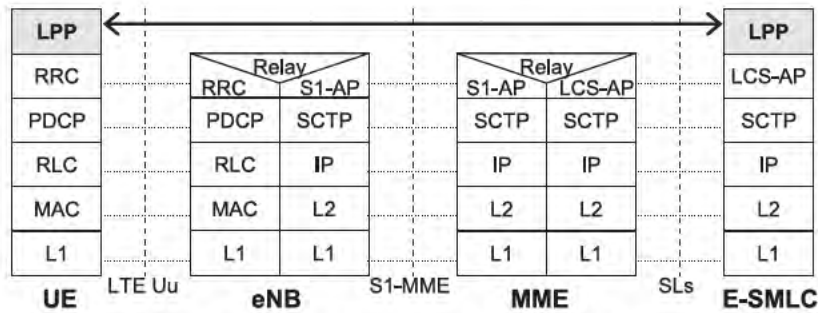 LPP LPP
RRC Relay Relay LCS-AP
RRC S1-AP S1-AP LCS-AP
PDCP PDCP SCTP SCTP SCTP SCTP
RLC RLC IP IP IP IP
MAC MAC L2 L2 L2 L2
L1 L1 L1 L1 L1 L1
UE LTE Uu eNB S1-MME MME SLs E-SMLC